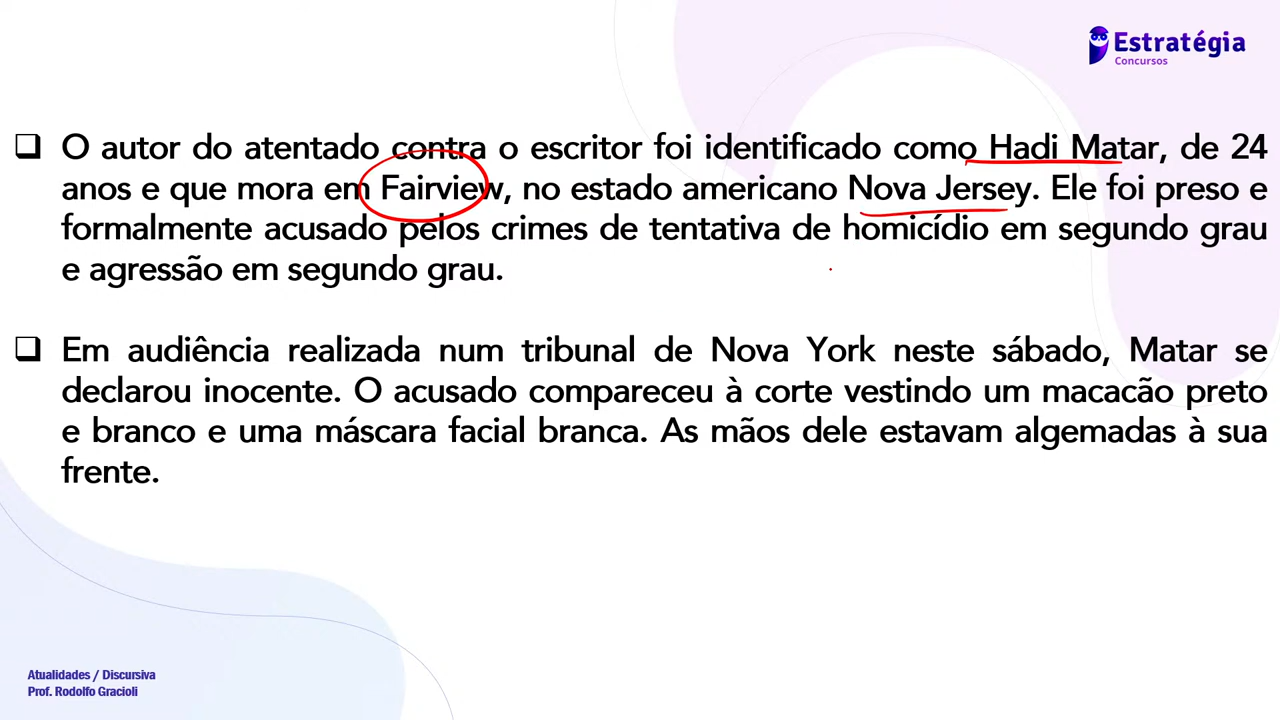 Estratégia
Concursos
❑ O autor do atentado contra o escritor foi identificado como Hadi Matar, de 24
anos e que mora em Fairview, no estado americano Nova Jersey. Ele foi preso e
formalmente acusado pelos crimes de tentativa de homicídio em segundo grau
e agressão em segundo grau.
❑ Em audiência realizada num tribunal de Nova York neste sábado, Matar se
declarou inocente. O acusado compareceu à corte vestindo um macacão preto
e branco e uma máscara facial branca. As mãos dele estavam algemadas à sua
frente.
Atualidades / Discursiva
Prof. Rodolfo Gracioli